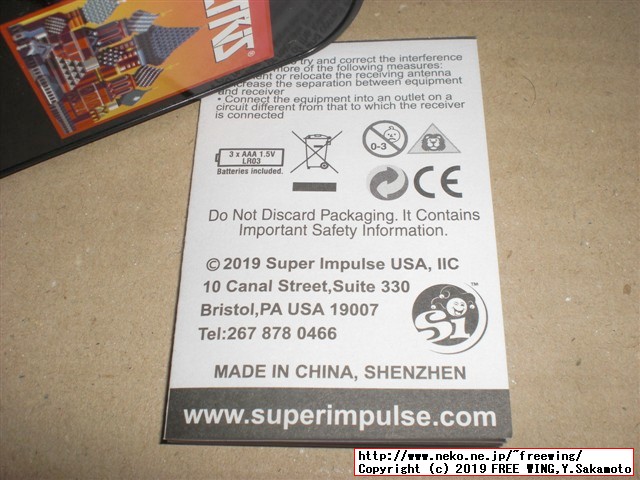 TRIS
try and correct the interference
more of the following measures:
or relocate the receiving antenna
increase the separation between equipment
and receiver
• Connect the equipment into an outlet on a
circuit different from that to which the receiver
is connected
3 x AAA 1.5V
LR03
Batteries included.
0-3
CE
Do Not Discard Packaging. It Contains
Important Safety Information.
© 2019 Super Impulse USA, llC
10 Canal Street,Suite 330
Bristol,PA USA 19007
Tel:267 878 0466
Si
TM
MADE IN CHINA, SHENZHEN
www.superimpulse.com
http://www.neko.ne.jp/~freewing/
Copyright (c) 2019 FREE WING,Y.Sakamoto